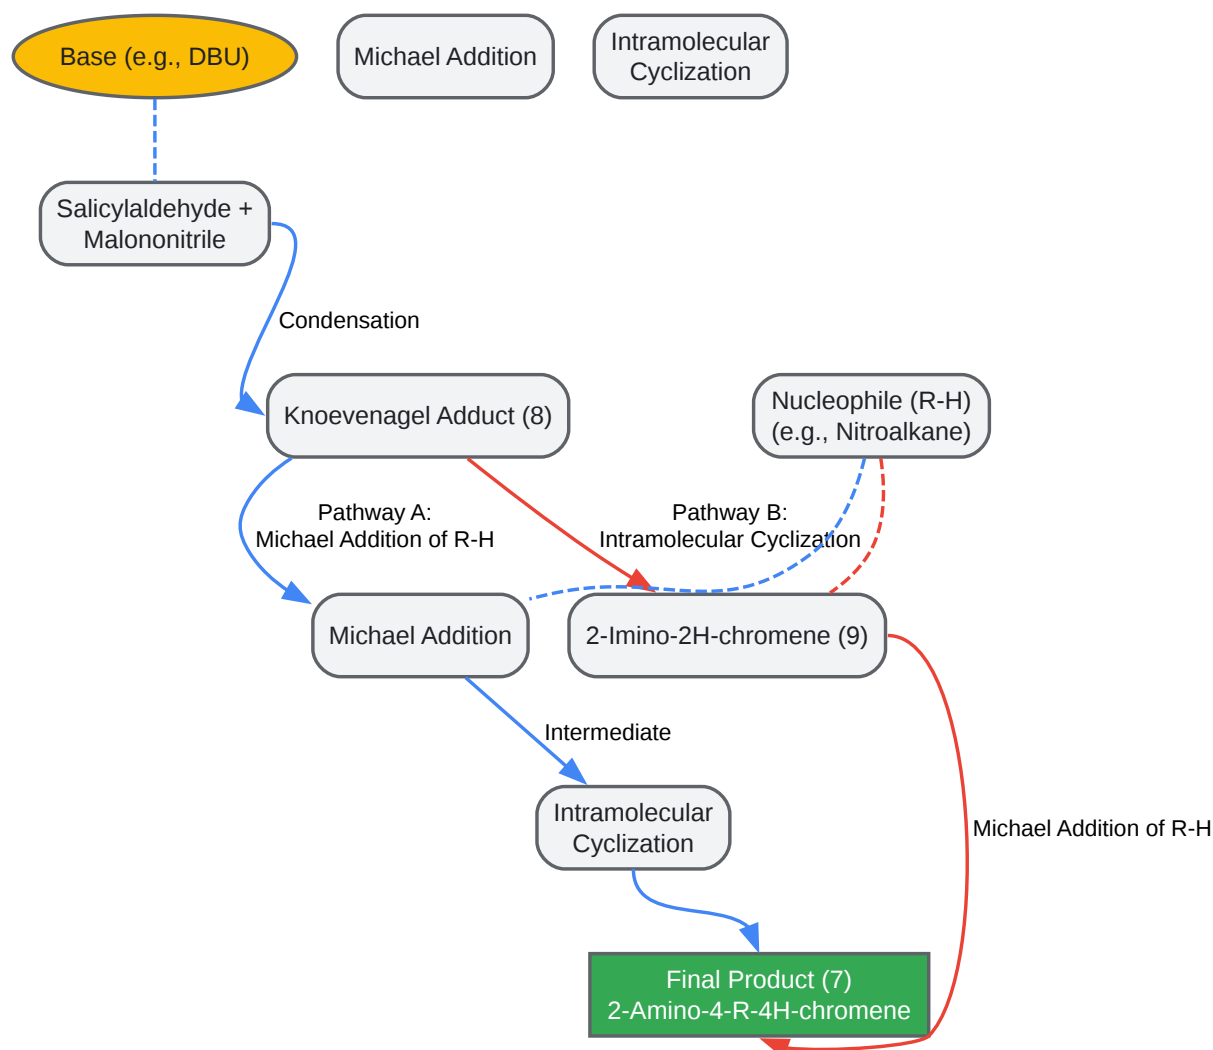 Base (e.g., DBU)
Michael Addition
Intramolecular
Cyclization
Salicylaldehyde +
Malononitrile
Condensation
Knoevenagel Adduct (8)
Nucleophile (R-H)
(e.g., Nitroalkane)
Pathway A:
Michael Addition of R-H
Pathway B:
Intramolecular Cyclization
Michael Addition
2-Imino-2H-chromene (9)
Intermediate
Intramolecular
Cyclization
Michael Addition of R-H
Final Product (7)
2-Amino-4-R-4H-chromene